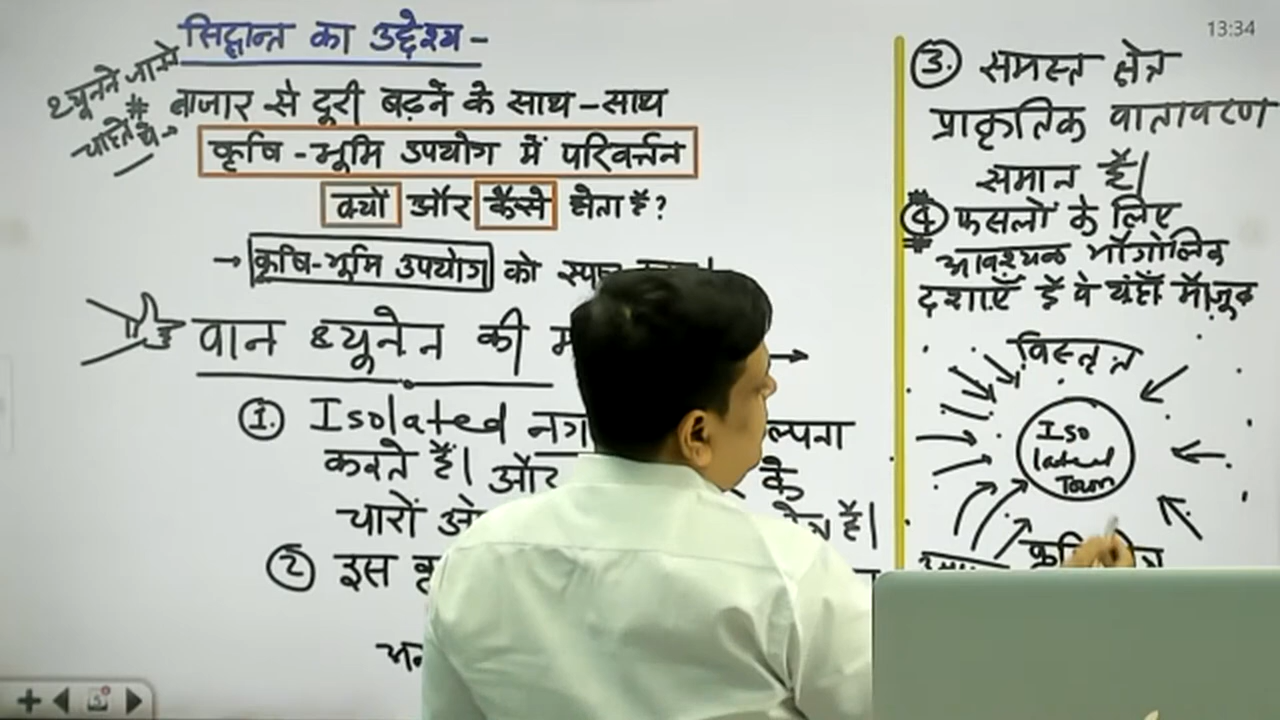 13:34
सिद्धान्त का उद्देश्य -
थ्यूनेन जानने
चाहते थे →
# बाजार से दूरी बढ़ने के साथ - साथ
कृषि - भूमि उपयोग में परिवर्त्तन
क्यों और कैसे होता है?
→ कृषि-भूमि उपयोग को
वान थ्यूनेन की →
① Isolated नग ल्पना
करते हैं। और के
चारों है।
② इस
③. समस्त क्षेत्र
प्राकृतिक वातावरण
समान है।
④ फसलों के लिए
आवश्यक भौगोलिक
दशाएँ हैं वे यहाँ मौजूद
विस्तृत
Iso
lated
Town